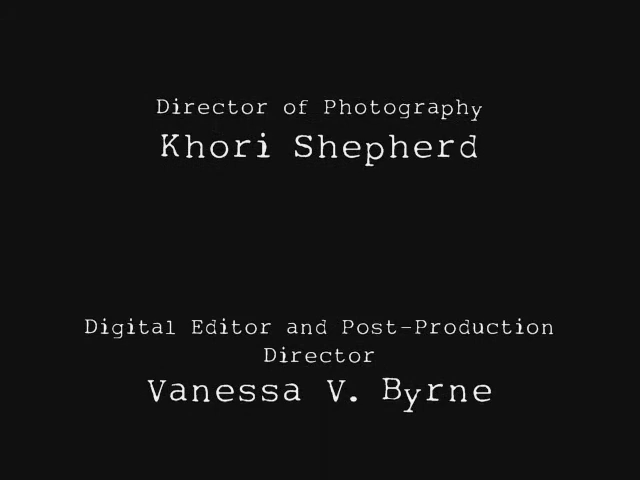 Director of Photography
Khori Shepherd
Digital Editor and Post-Production
Director
Vanessa V. Byrne